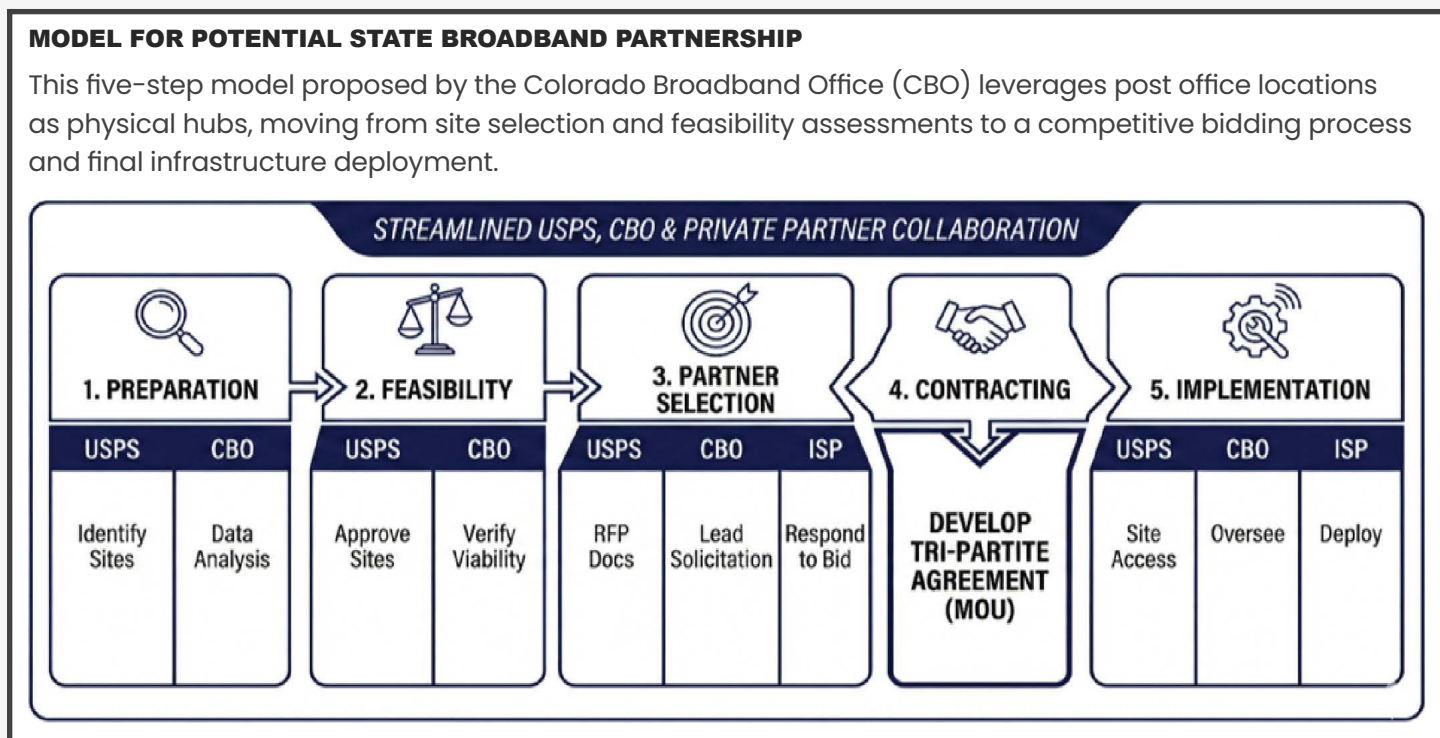 MODEL FOR POTENTIAL STATE BROADBAND PARTNERSHIP
This five-step model proposed by the Colorado Broadband Office (CBO) leverages post office locations
as physical hubs, moving from site selection and feasibility assessments to a competitive bidding process
and final infrastructure deployment.
STREAMLINED USPS, CBO & PRIVATE PARTNER COLLABORATION
1. PREPARATION
USPS
CBO
Identify
Sites
Data
Analysis
2. FEASIBILITY
USPS
CBO
Approve
Sites
Verify
Viability
3. PARTNER
SELECTION
USPS
CBO
ISP
RFP
Docs
Lead
Solicitation
Respond
to Bid
4. CONTRACTING
DEVELOP
TRI-PARTITE
AGREEMENT
(MOU)
5. IMPLEMENTATION
USPS
CBO
ISP
Site
Access
Oversee
Deploy